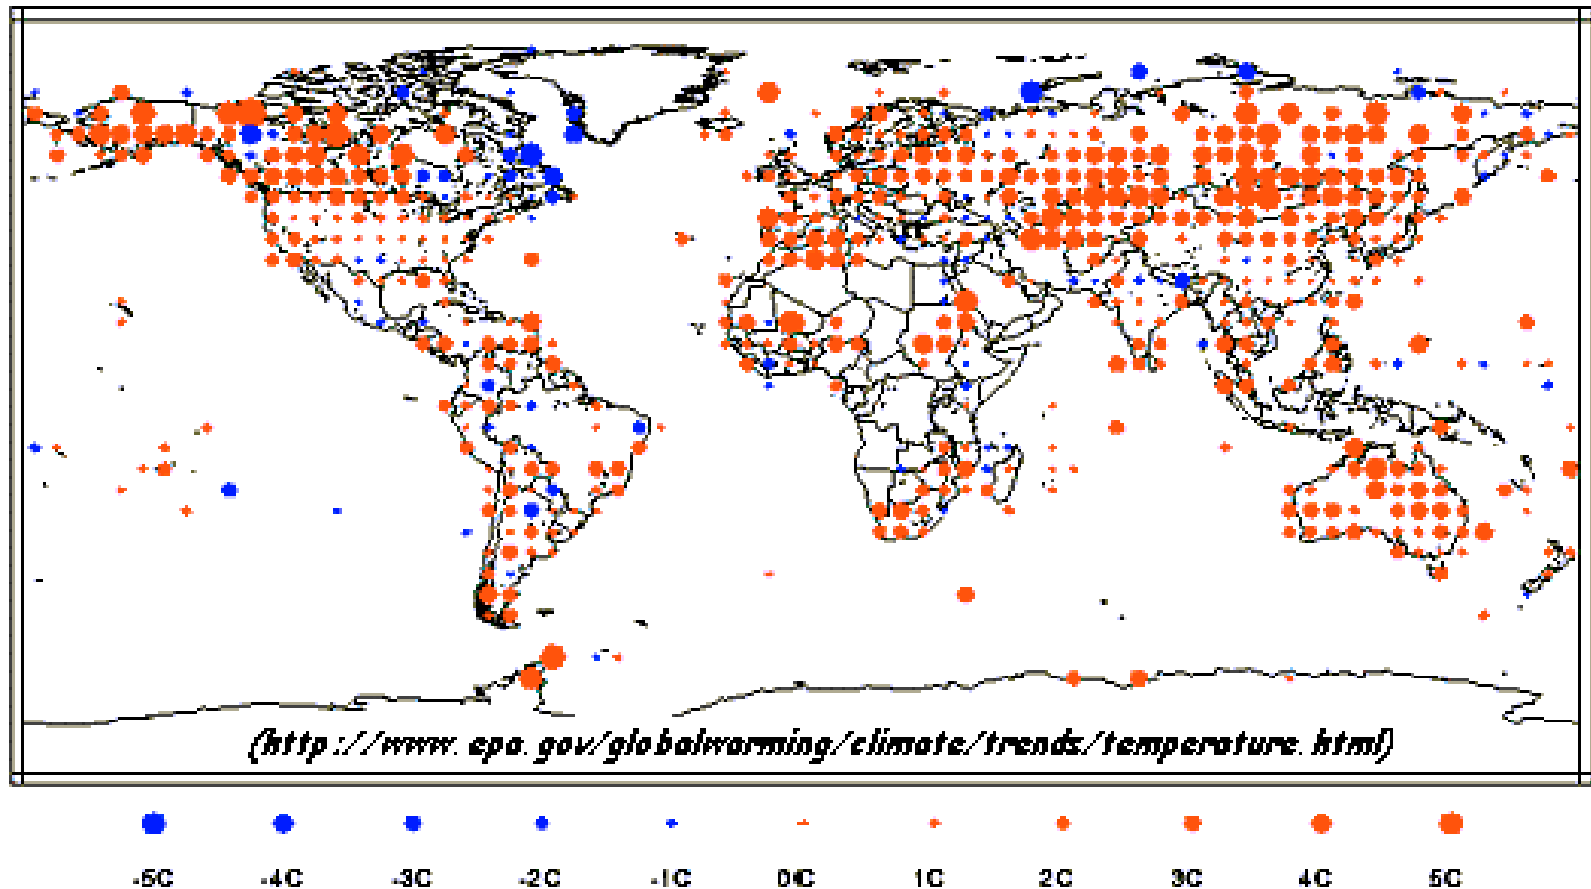 (http://www.epa.gov/globalwarming/climate/trends/temperature.html)
-5C -4C -3C -2C -1C 0C 1C 2C 3C 4C 5C